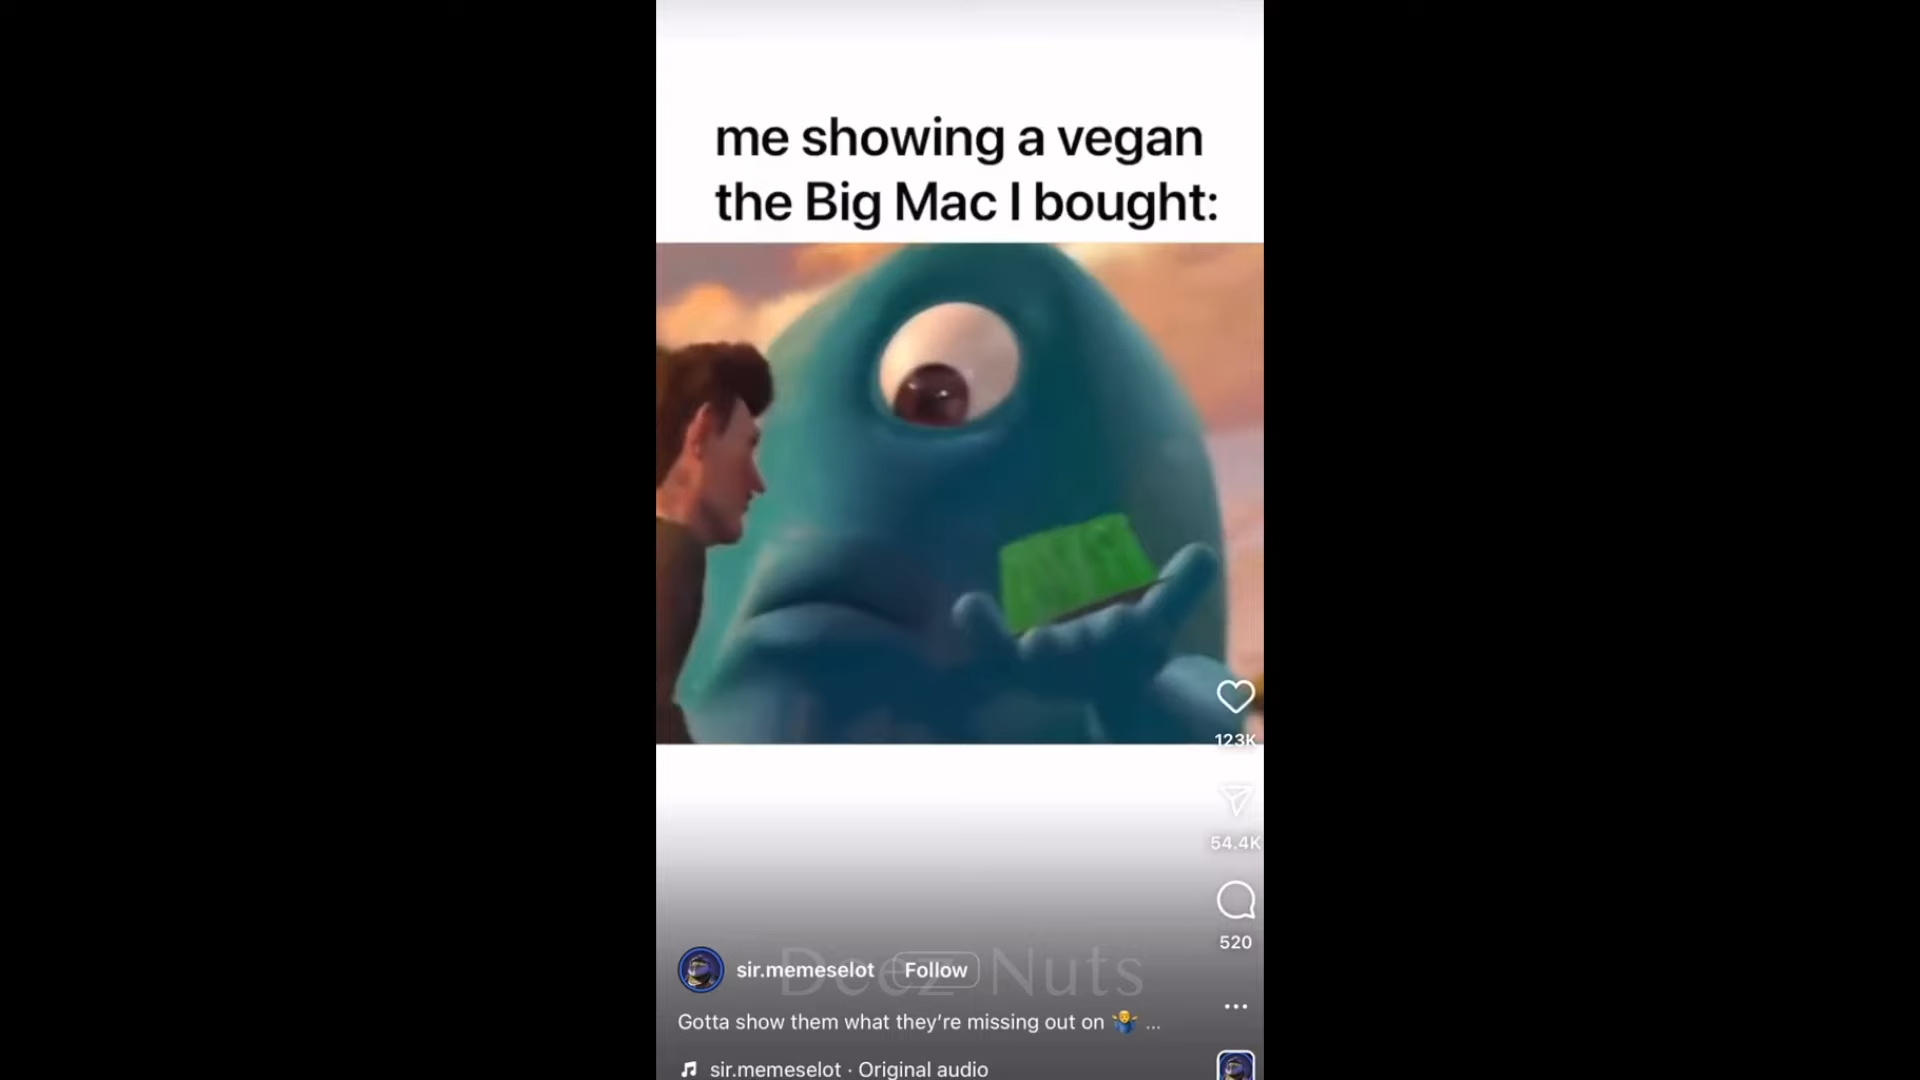 me showing a vegan
the Big Mac I bought:
123K
54.4K
520
Deez Nuts
sir.memeselot Follow
Gotta show them what they’re missing out on 🤷‍♂️ ...
sir.memeselot · Original audio